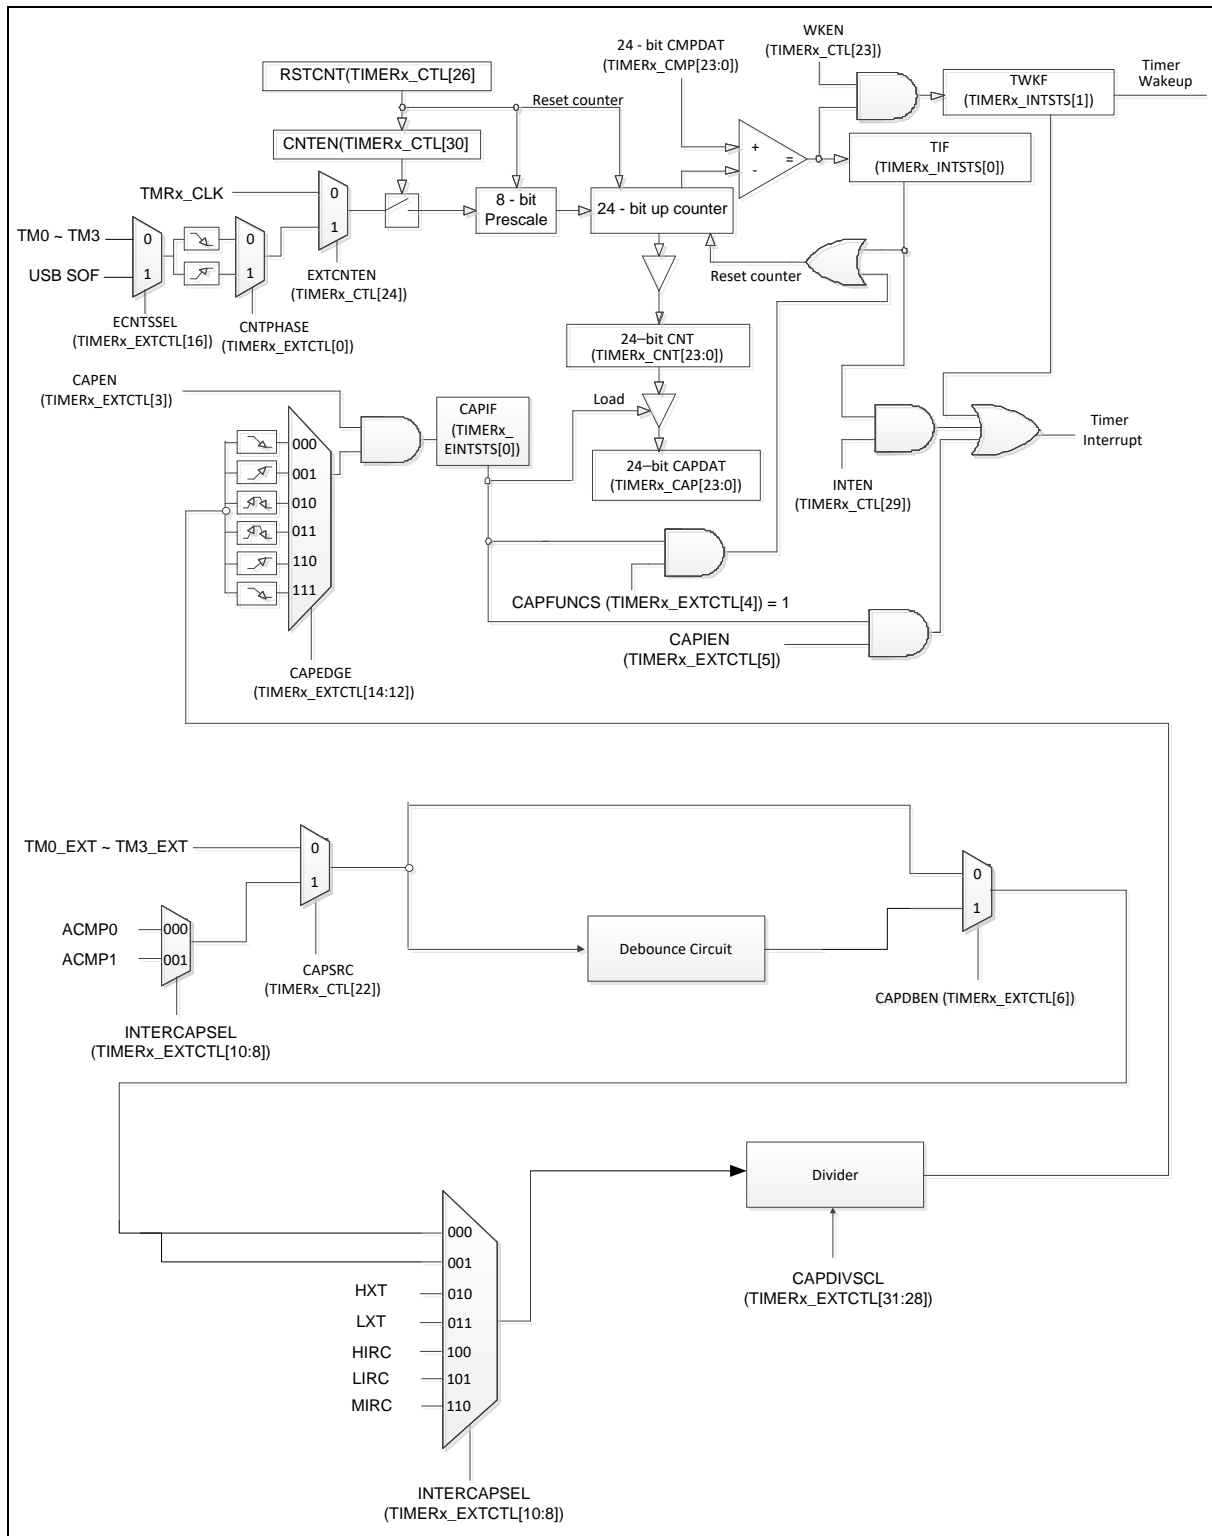 WKEN
(TIMERx_CTL[23])
24 - bit CMPDAT
(TIMERx_CMP[23:0])
Timer
Wakeup
TWKF
(TIMERx_INTSTS[1])
RSTCNT(TIMERx_CTL[26]
Reset counter
CNTEN(TIMERx_CTL[30]
+
-
=
TIF
(TIMERx_INTSTS[0])
TMRx_CLK
0
1
8 - bit
Prescale
24 - bit up counter
TM0 ~ TM3
USB SOF
0
1
0
1
EXTCNTEN
(TIMERx_CTL[24])
Reset counter
ECNTSSEL
(TIMERx_EXTCTL[16])
CNTPHASE
(TIMERx_EXTCTL[0])
24–bit CNT
(TIMERx_CNT[23:0])
CAPEN
(TIMERx_EXTCTL[3])
CAPIF
(TIMERx_
EINTSTS[0])
Load
24–bit CAPDAT
(TIMERx_CAP[23:0])
Timer
Interrupt
INTEN
(TIMERx_CTL[29])
000
001
010
011
110
111
CAPFUNCS (TIMERx_EXTCTL[4]) = 1
CAPIEN
(TIMERx_EXTCTL[5])
CAPEDGE
(TIMERx_EXTCTL[14:12])
TM0_EXT ~ TM3_EXT
0
1
0
1
ACMP0
ACMP1
000
001
Debounce Circuit
CAPSRC
(TIMERx_CTL[22])
CAPDBEN (TIMERx_EXTCTL[6])
INTERCAPSEL
(TIMERx_EXTCTL[10:8])
Divider
CAPDIVSCL
(TIMERx_EXTCTL[31:28])
000
001
HXT 010
LXT 011
HIRC 100
LIRC 101
MIRC 110
INTERCAPSEL
(TIMERx_EXTCTL[10:8])